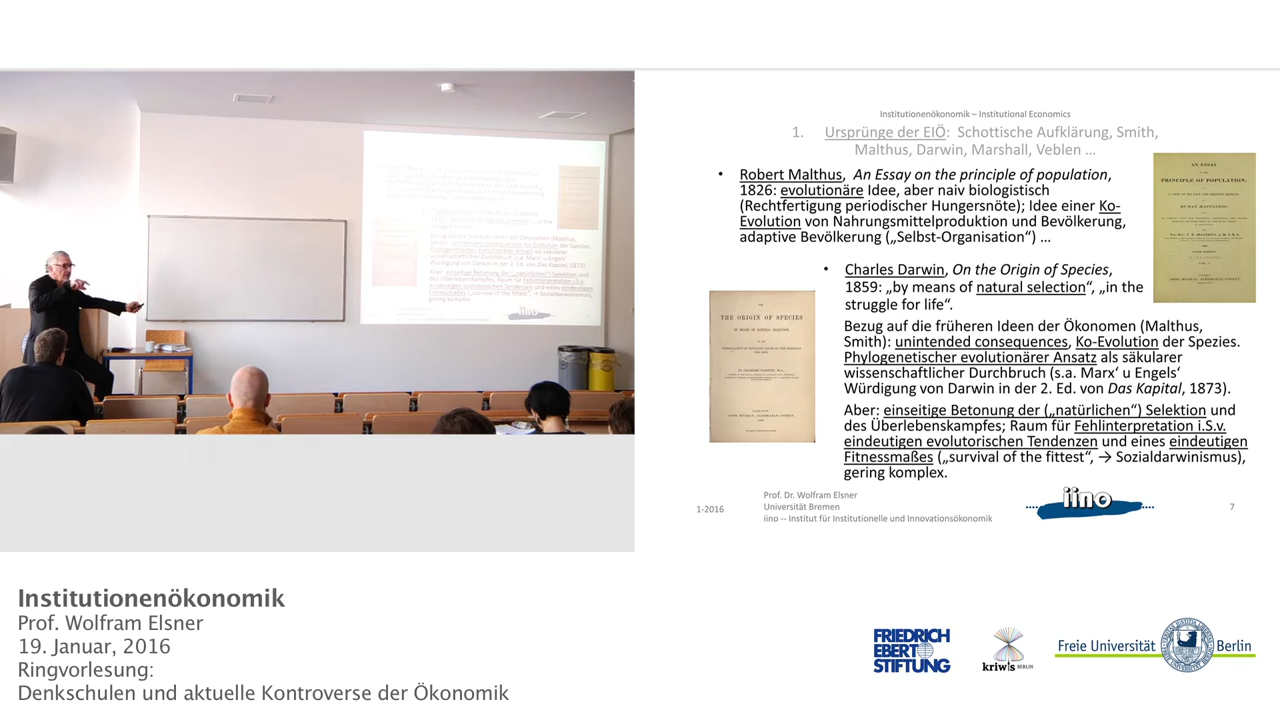 Institutionenökonomik – Institutional Economics
1. Ursprünge der EIÖ: Schottische Aufklärung, Smith,
Malthus, Darwin, Marshall, Veblen …
• Robert Malthus, An Essay on the principle of population,
1826: evolutionäre Idee, aber naiv biologistisch
(Rechtfertigung periodischer Hungersnöte); Idee einer Ko-
Evolution von Nahrungsmittelproduktion und Bevölkerung,
adaptive Bevölkerung („Selbst-Organisation“) …
AN ESSAY
PRINCIPLE OF POPULATION,
HUMAN HAPPINESS,
• Charles Darwin, On the Origin of Species,
1859: „by means of natural selection“, „in the
struggle for life“.
THE ORIGIN OF SPECIES
BY MEANS OF NATURAL SELECTION,
Bezug auf die früheren Ideen der Ökonomen (Malthus,
Smith): unintended consequences, Ko-Evolution der Spezies.
Phylogenetischer evolutionärer Ansatz als säkularer
wissenschaftlicher Durchbruch (s.a. Marx‘ u Engels‘
Würdigung von Darwin in der 2. Ed. von Das Kapital, 1873).
Aber: einseitige Betonung der („natürlichen“) Selektion und
des Überlebenskampfes; Raum für Fehlinterpretation i.S.v.
eindeutigen evolutorischen Tendenzen und eines eindeutigen
Fitnessmaßes („survival of the fittest“, → Sozialdarwinismus),
gering komplex.
1-2016
Prof. Dr. Wolfram Elsner
Universität Bremen
iino -- Institut für Institutionelle und Innovationsökonomik
iino
7
Institutionenökonomik
Prof. Wolfram Elsner
19. Januar, 2016
Ringvorlesung:
Denkschulen und aktuelle Kontroverse der Ökonomik
FRIEDRICH
EBERT
STIFTUNG
kriwis BERLIN
Freie Universität Berlin